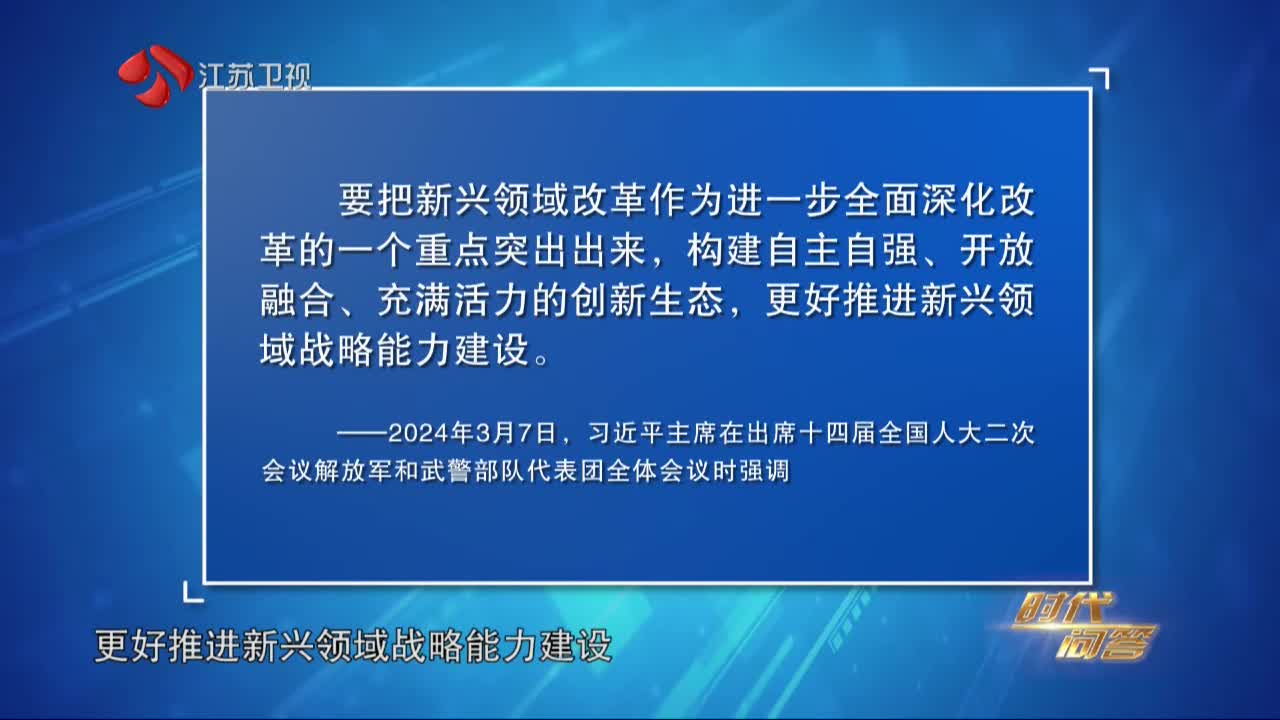 江苏卫视
要把新兴领域改革作为进一步全面深化改
革的一个重点突出出来，构建自主自强、开放
融合、充满活力的创新生态，更好推进新兴领
域战略能力建设。
——2024年3月7日，习近平主席在出席十四届全国人大二次
会议解放军和武警部队代表团全体会议时强调
时代
问答
更好推进新兴领域战略能力建设